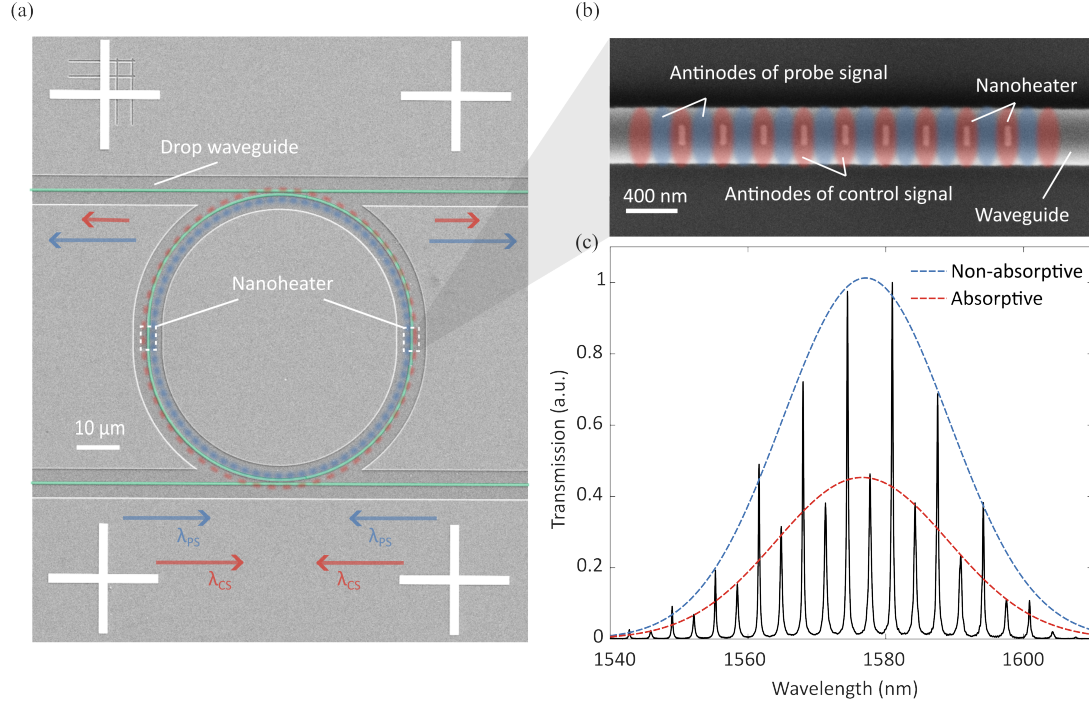 (a)
Drop waveguide
Nanoheater
10 µm
λPS
λPS
λCS
λCS
(b)
Antinodes of probe signal
Nanoheater
Antinodes of control signal
400 nm
Waveguide
(c)
Non-absorptive
Absorptive
Transmission (a.u.)
1
0.8
0.6
0.4
0.2
0
1540
1560
1580
1600
Wavelength (nm)